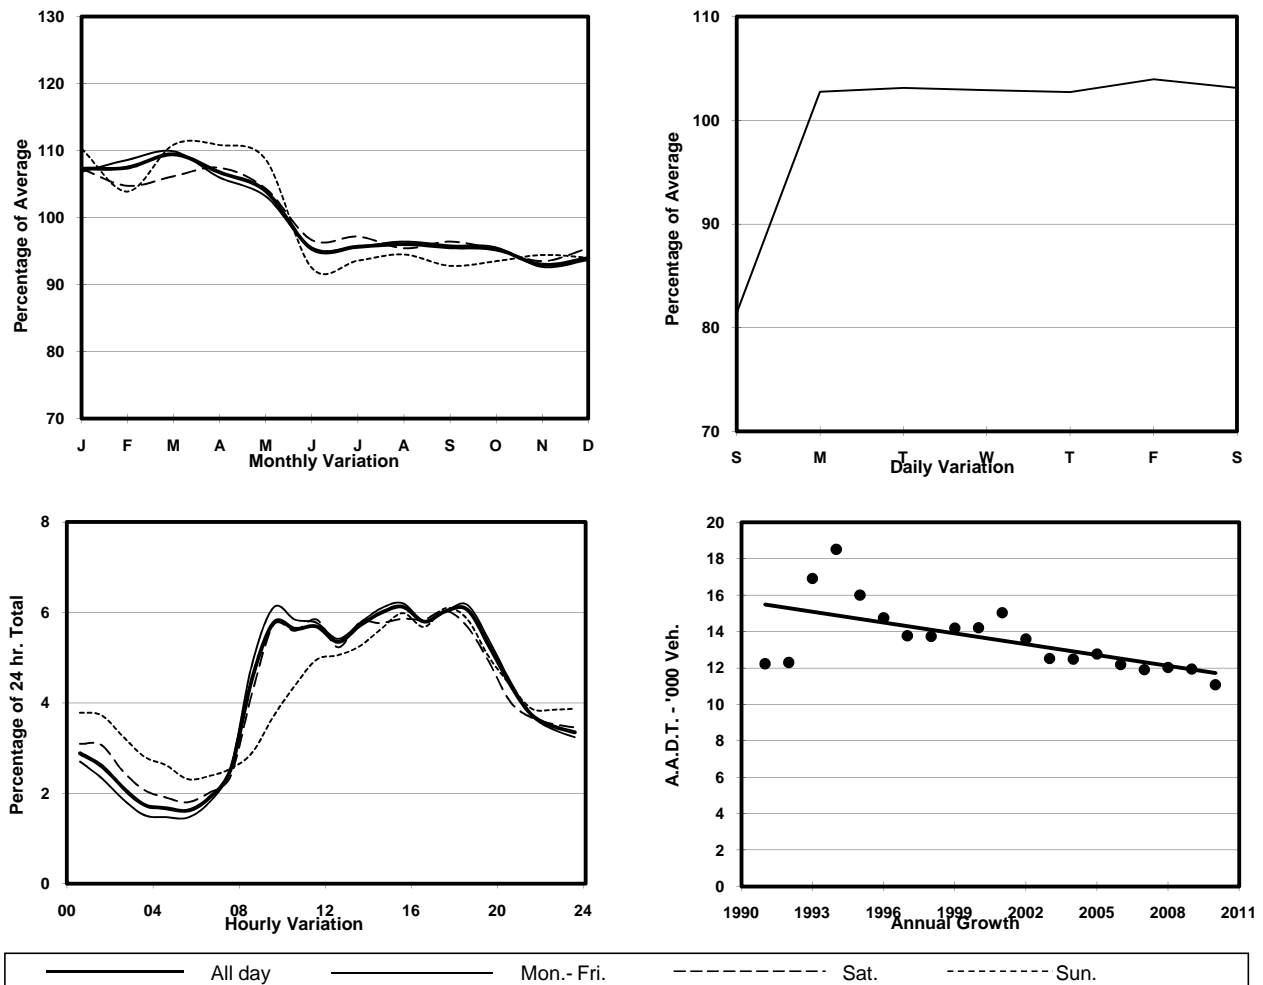 130
120
110
100
90
80
70
Percentage of Average
J F M A M J J A S O N D
Monthly Variation
110
100
90
80
70
Percentage of Average
S M T W T F S
Daily Variation
8
6
4
2
0
Percentage of 24 hr. Total
00 04 08 12 16 20 24
Hourly Variation
20
18
16
14
12
10
8
6
4
2
0
A.A.D.T. - '000 Veh.
1990 1993 1996 1999 2002 2005 2008 2011
Annual Growth
All day Mon.- Fri. Sat. Sun.